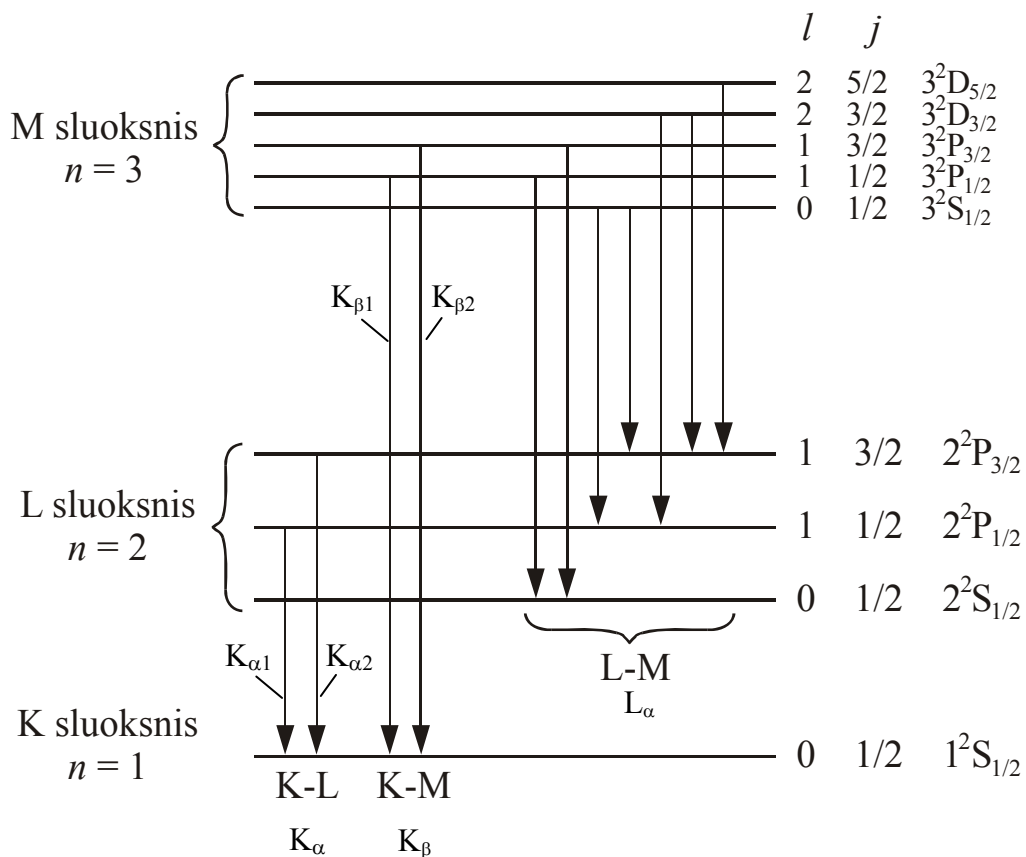 l j
2 5/2 3²D₅/₂
2 3/2 3²D₃/₂
M sluoksnis
n = 3
1 3/2 3²P₃/₂
1 1/2 3²P₁/₂
0 1/2 3²S₁/₂
Kβ1 Kβ2
1 3/2 2²P₃/₂
L sluoksnis
n = 2
1 1/2 2²P₁/₂
0 1/2 2²S₁/₂
Kα1 Kα2
L-M
Lα
K sluoksnis
n = 1
0 1/2 1²S₁/₂
K-L K-M
Kα Kβ